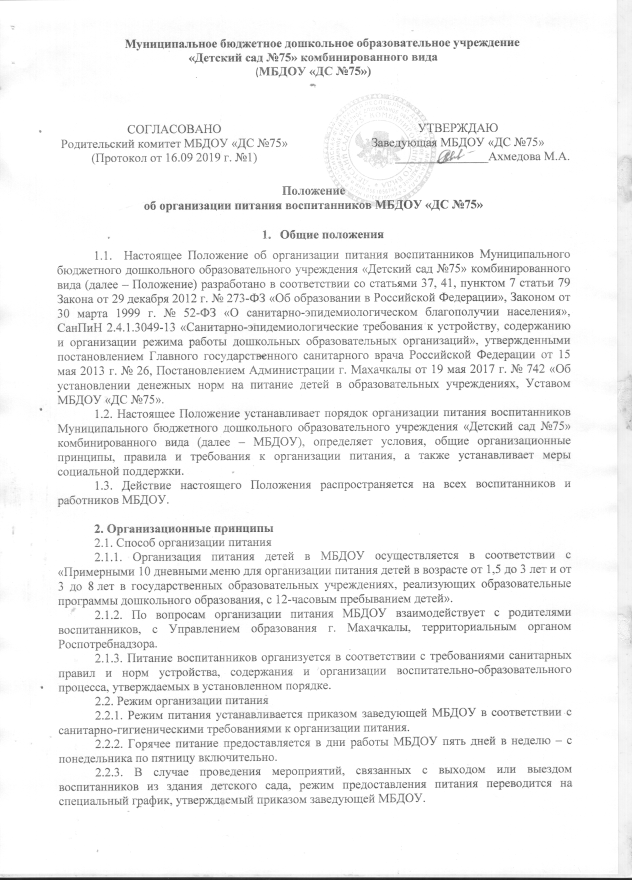 Муниципальное бюджетное дошкольное образовательное учреждение
«Детский сад №75» комбинированного вида
(МБДОУ «ДС №75»)
СОГЛАСОВАНО
Родительский комитет МБДОУ «ДС №75»
(Протокол от 16.09 2019 г. №1)
УТВЕРЖДАЮ
Заведующая МБДОУ «ДС №75»
Ахмедова М.А.
Положение
об организации питания воспитанников МБДОУ «ДС №75»
1. Общие положения
1.1. Настоящее Положение об организации питания воспитанников Муниципального
бюджетного дошкольного образовательного учреждения «Детский сад №75» комбинированного
вида (далее – Положение) разработано в соответствии со статьями 37, 41, пунктом 7 статьи 79
Закона от 29 декабря 2012 г. № 273-ФЗ «Об образовании в Российской Федерации», Законом от
30 марта 1999 г. № 52-ФЗ «О санитарно-эпидемиологическом благополучии населения»,
СанПиН 2.4.1.3049-13 «Санитарно-эпидемиологические требования к устройству, содержанию
и организации режима работы дошкольных образовательных организаций», утвержденными
постановлением Главного государственного санитарного врача Российской Федерации от 15
мая 2013 г. № 26, Постановлением Администрации г. Махачкалы от 19 мая 2017 г. № 742 «Об
установлении денежных норм на питание детей в образовательных учреждениях, Уставом
МБДОУ «ДС №75».
1.2. Настоящее Положение устанавливает порядок организации питания воспитанников
Муниципального бюджетного дошкольного образовательного учреждения «Детский сад №75»
комбинированного вида (далее – МБДОУ), определяет условия, общие организационные
принципы, правила и требования к организации питания, а также устанавливает меры
социальной поддержки.
1.3. Действие настоящего Положения распространяется на всех воспитанников и
работников МБДОУ.
2. Организационные принципы
2.1. Способ организации питания
2.1.1. Организация питания детей в МБДОУ осуществляется в соответствии с
«Примерными 10 дневными меню для организации питания детей в возрасте от 1,5 до 3 лет и от
3 до 8 лет в государственных образовательных учреждениях, реализующих образовательные
программы дошкольного образования, с 12-часовым пребыванием детей».
2.1.2. По вопросам организации питания МБДОУ взаимодействует с родителями
воспитанников, с Управлением образования г. Махачкалы, территориальным органом
Роспотребнадзора.
2.1.3. Питание воспитанников организуется в соответствии с требованиями санитарных
правил и норм устройства, содержания и организации воспитательно-образовательного
процесса, утверждаемых в установленном порядке.
2.2. Режим организации питания
2.2.1. Режим питания устанавливается приказом заведующей МБДОУ в соответствии с
санитарно-гигиеническими требованиями к организации питания.
2.2.2. Горячее питание предоставляется в дни работы МБДОУ пять дней в неделю – с
понедельника по пятницу включительно.
2.2.3. В случае проведения мероприятий, связанных с выходом или выездом
воспитанников из здания детского сада, режим предоставления питания переводится на
специальный график, утверждаемый приказом заведующей МБДОУ.